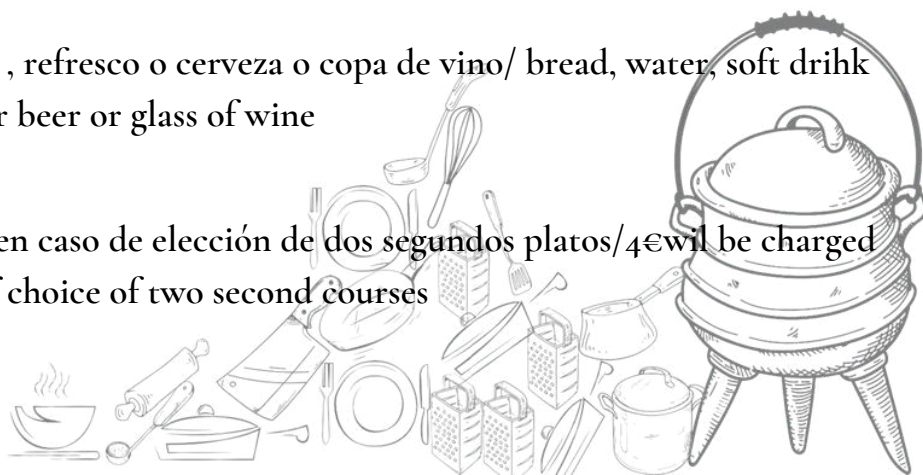 , refresco o cerveza o copa de vino/ bread, water, soft drihk
r beer or glass of wine
en caso de elección de dos segundos platos/4€wil be charged
choice of two second courses